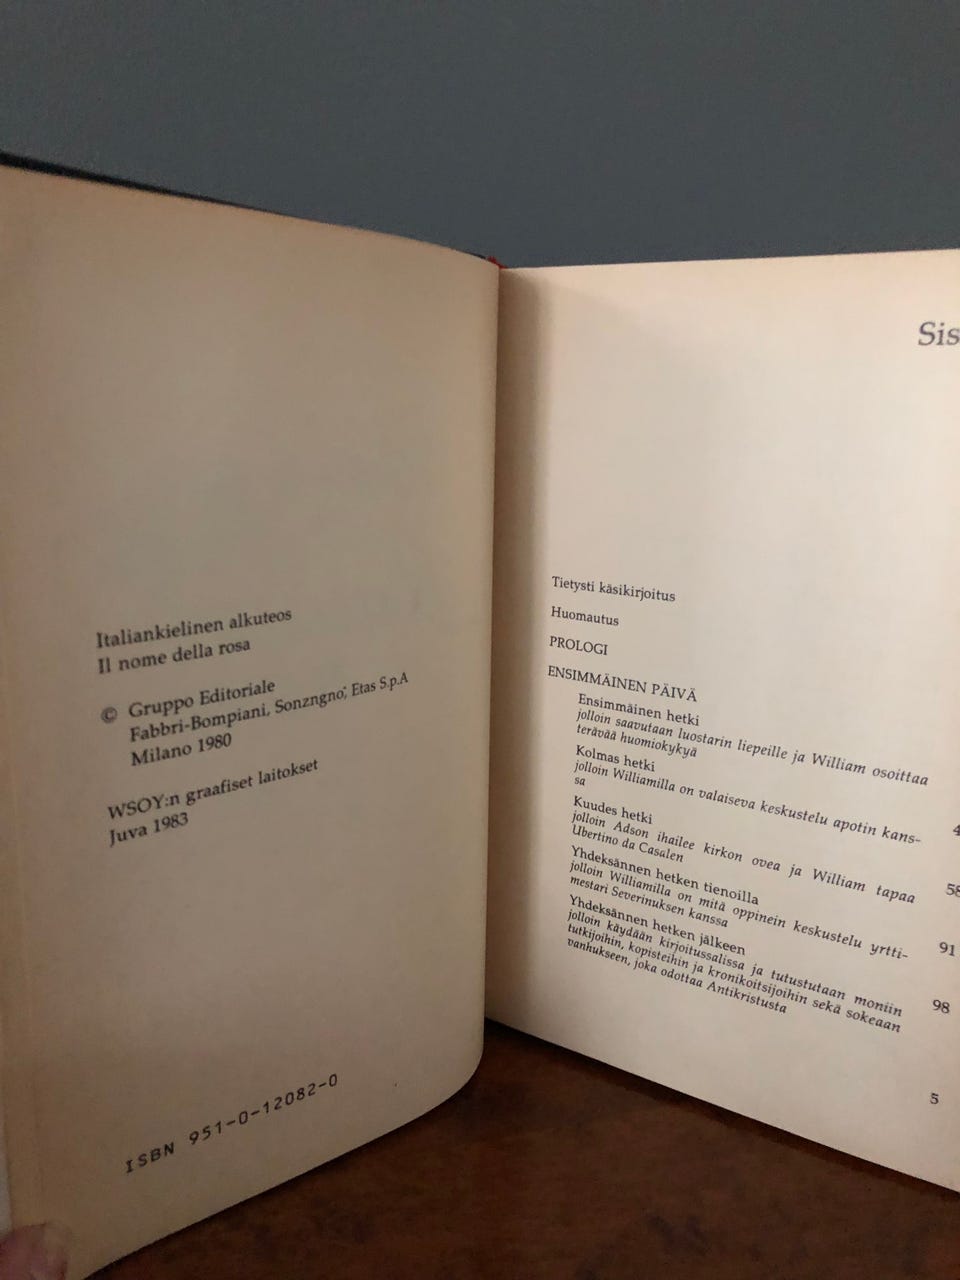 Italiankielinen alkuteos
Il nome della rosa
© Gruppo Editoriale
Fabbri-Bompiani, Sonzngno, Etas S.p.A
Milano 1980
WSOY:n graafiset laitokset
Juva 1983
ISBN 951-0-12082-0
Sis
Tietysti käsikirjoitus
Huomautus
PROLOGI
ENSIMMÄINEN PÄIVÄ
Ensimmäinen hetki
jolloin saavutaan luostarin liepeille ja William osoittaa
terävää huomiokykyä
Kolmas hetki
jolloin Williamilla on valaiseva keskustelu apotin kans-
sa 4
Kuudes hetki
jolloin Adson ihailee kirkon ovea ja William tapaa
Ubertino da Casalen 58
Yhdeksännen hetken tienoilla
jolloin Williamilla on mitä oppinein keskustelu yrtti-
mestari Severinuksen kanssa 91
Yhdeksännen hetken jälkeen
jolloin käydään kirjoitussalissa ja tutustutaan moniin
tutkijoihin, kopisteihin ja kronikoitsijoihin sekä sokeaan
vanhukseen, joka odottaa Antikristusta 98
5